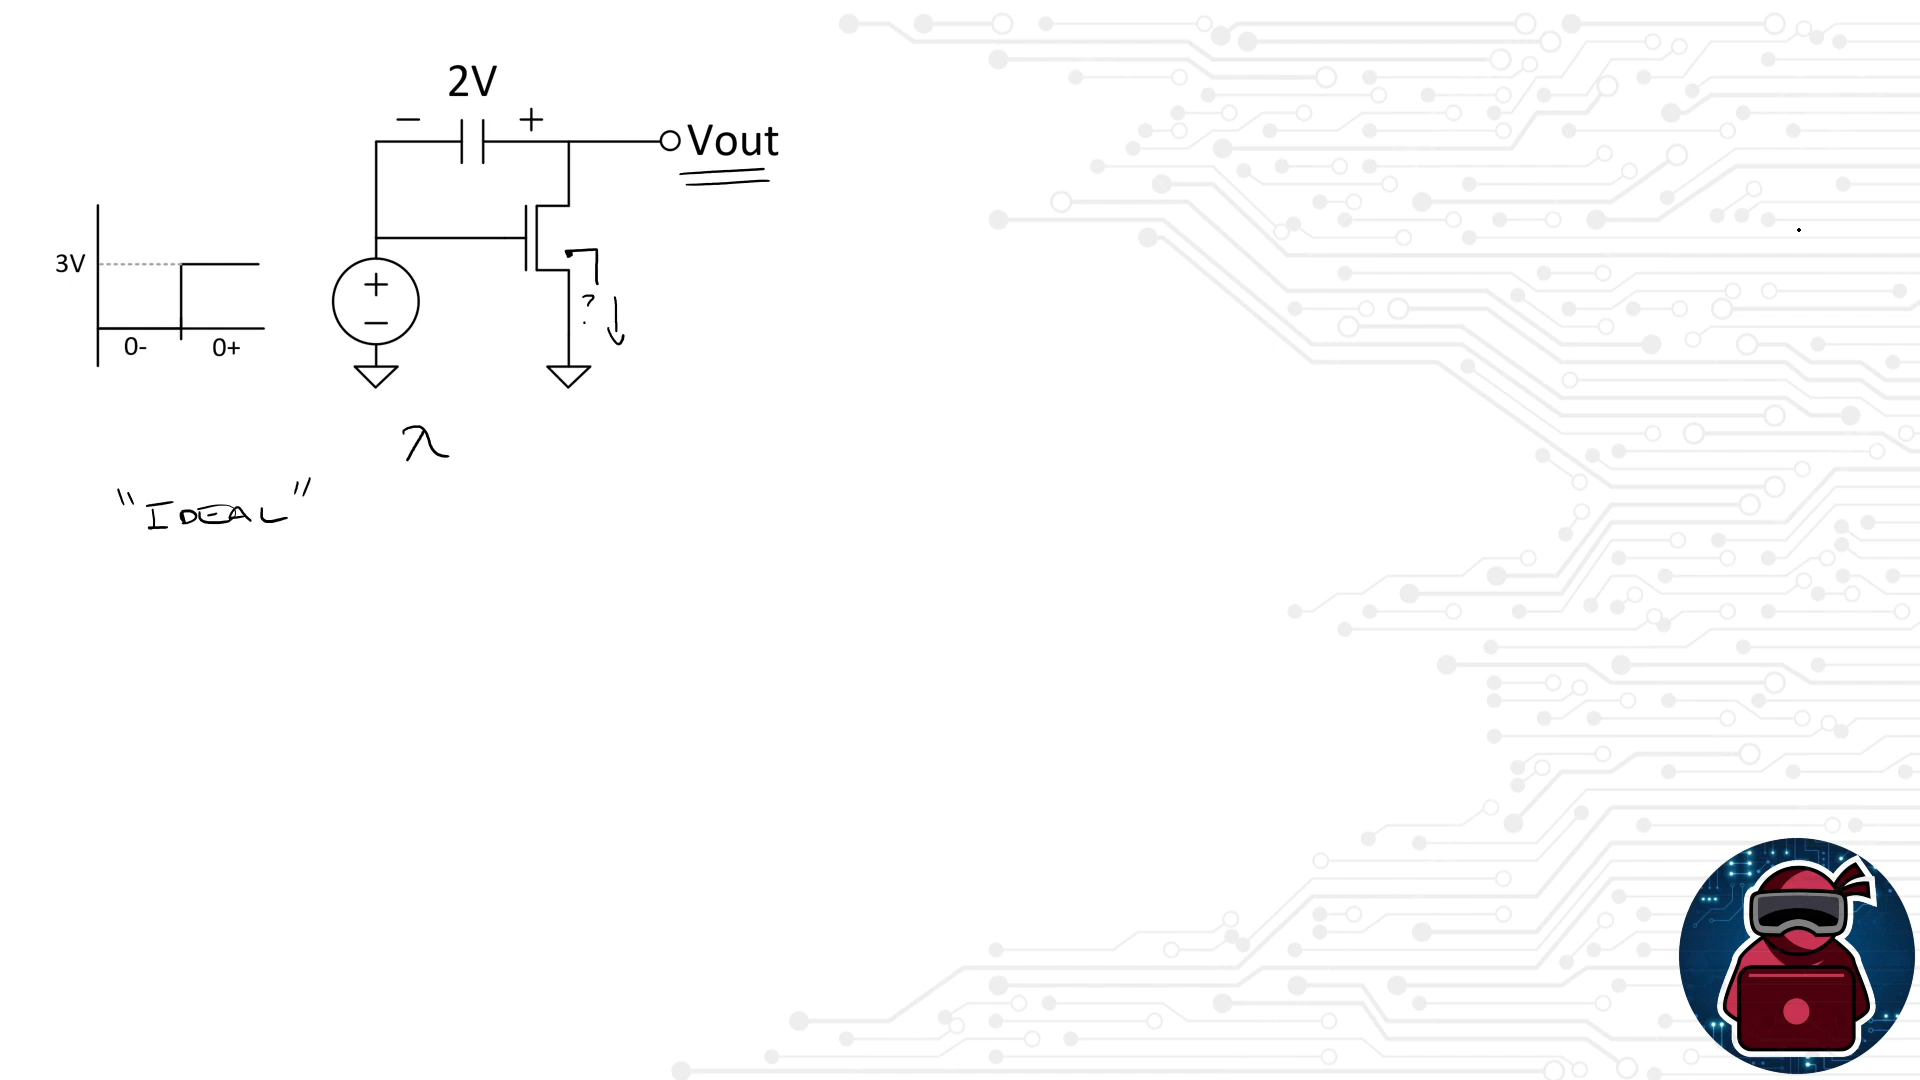 2V
− +
Vout
3V
+
−
0- 0+
?
λ
"IDEAL"